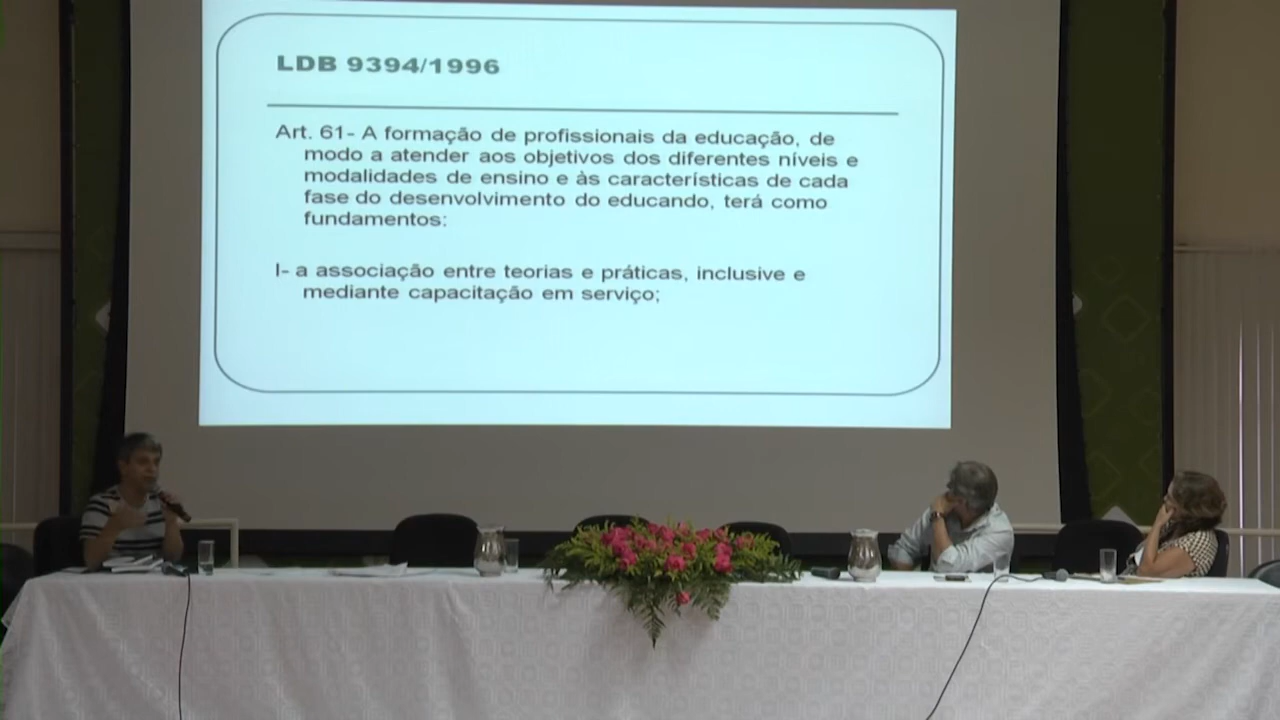 LDB 9394/1996
Art. 61- A formação de profissionais da educação, de
modo a atender aos objetivos dos diferentes níveis e
modalidades de ensino e às características de cada
fase do desenvolvimento do educando, terá como
fundamentos:
I- a associação entre teorias e práticas, inclusive e
mediante capacitação em serviço;